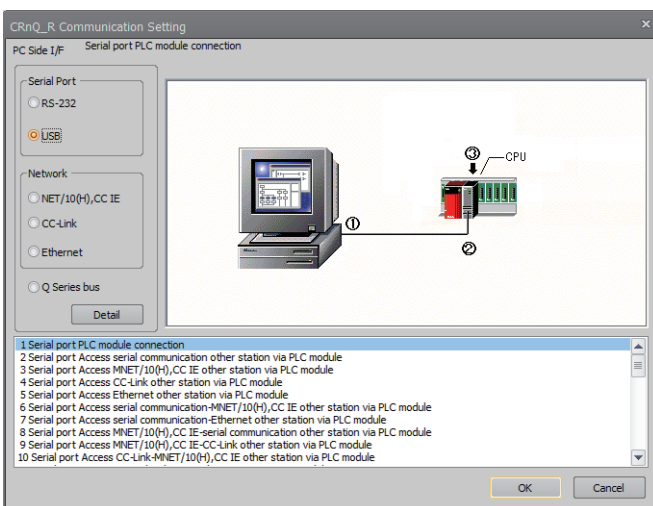 CRnQ_R Communication Setting
PC Side I/F Serial port PLC module connection
Serial Port
RS-232
USB
Network
NET/10(H),CC IE
CC-Link
Ethernet
Q Series bus
Detail
③
CPU
①
②
1 Serial port PLC module connection
2 Serial port Access serial communication other station via PLC module
3 Serial port Access MNET/10(H),CC IE other station via PLC module
4 Serial port Access CC-Link other station via PLC module
5 Serial port Access Ethernet other station via PLC module
6 Serial port Access serial communication-MNET/10(H),CC IE other station via PLC module
7 Serial port Access serial communication-Ethernet other station via PLC module
8 Serial port Access MNET/10(H),CC IE-serial communication other station via PLC module
9 Serial port Access MNET/10(H),CC IE-CC-Link other station via PLC module
10 Serial port Access CC-Link-MNET/10(H),CC IE other station via PLC module
OK
Cancel